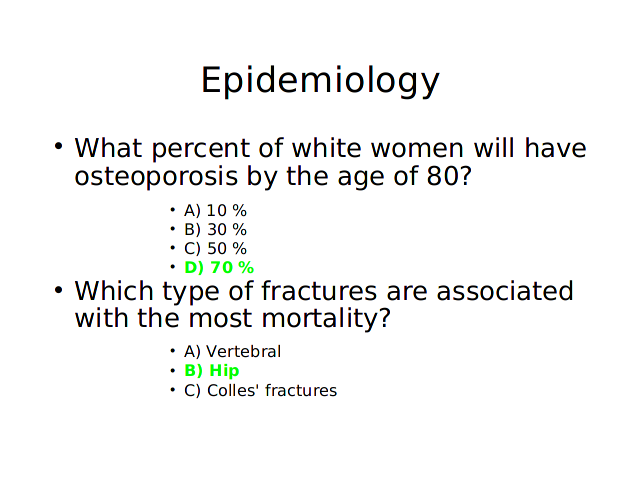 Epidemiology
• What percent of white women will have
osteoporosis by the age of 80?
• A) 10 %
• B) 30 %
• C) 50 %
• D) 70 %
• Which type of fractures are associated
with the most mortality?
• A) Vertebral
• B) Hip
• C) Colles' fractures